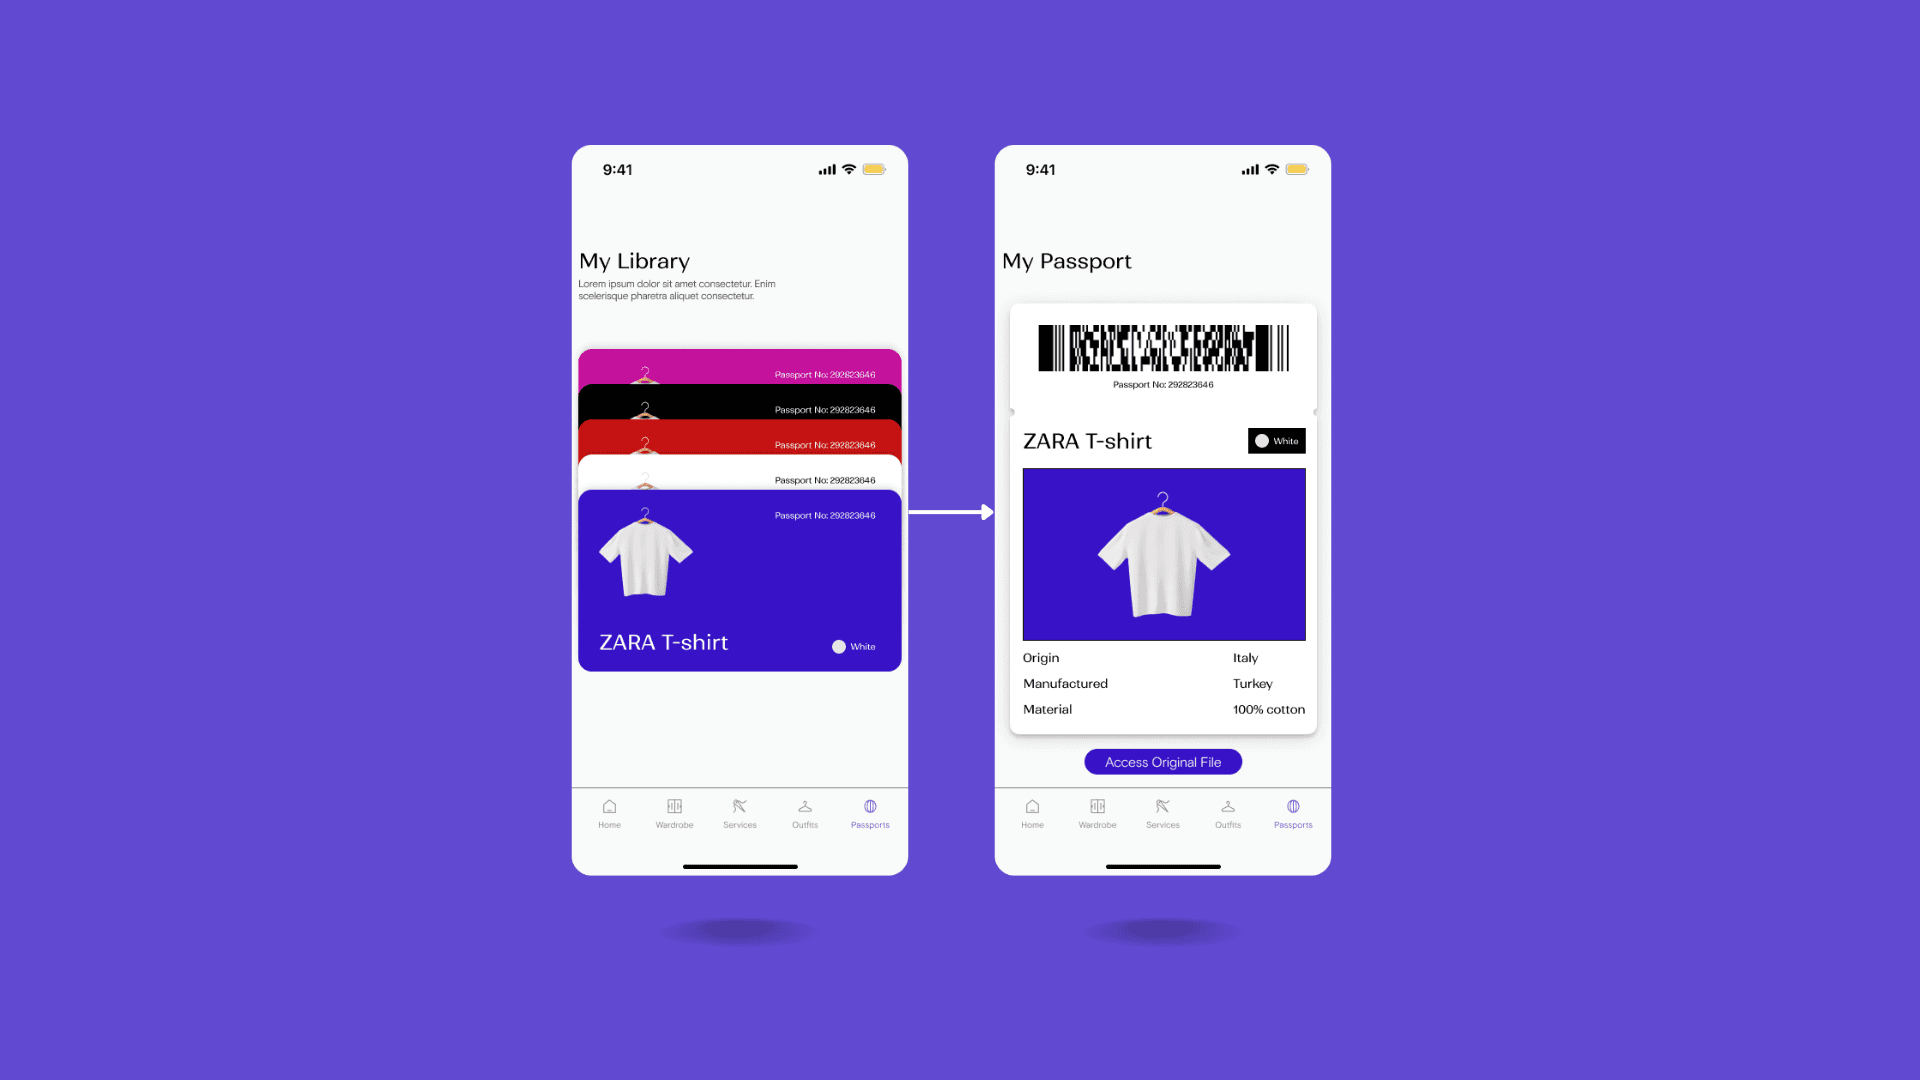 9:41
My Library
Lorem ipsum dolor sit amet consectetur. Enim
scelerisque pharetra aliquet consectetur.
Passport No: 292823646
Passport No: 292823646
Passport No: 292823646
Passport No: 292823646
Passport No: 292823646
ZARA T-shirt
White
Home
Wardrobe
Services
Outfits
Passports
9:41
My Passport
Passport No: 292823646
ZARA T-shirt
White
Origin
Italy
Manufactured
Turkey
Material
100% cotton
Access Original File
Home
Wardrobe
Services
Outfits
Passports